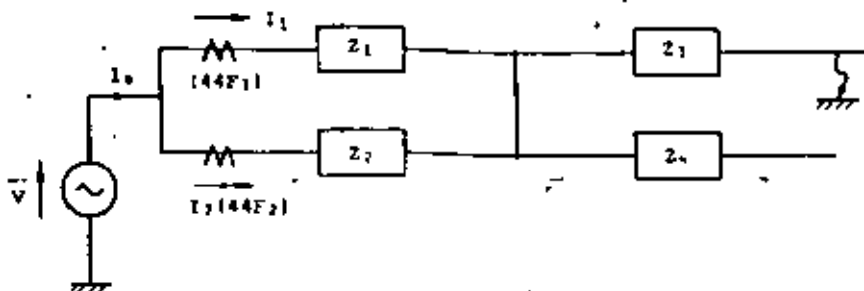 I₁
Z₁
Z₃
I₀
(44F₁)
Z₂
Z₄
V
I₂(44F₂)